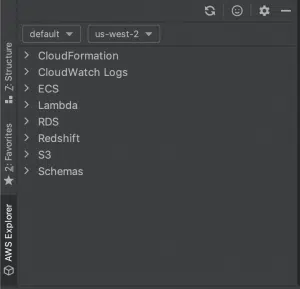 default us-west-2
CloudFormation
CloudWatch Logs
ECS
Lambda
RDS
Redshift
S3
Schemas
Z: Structure
2: Favorites
AWS Explorer